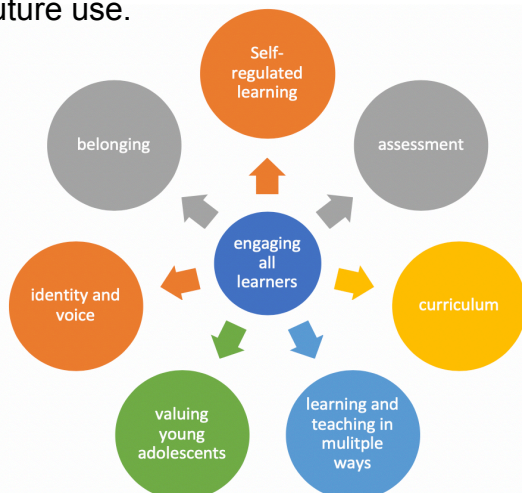 uture use.
Self-
regulated
learning
belonging
assessment
engaging
all
learners
identity and
voice
curriculum
valuing
young
adolescents
learning and
teaching in
mulitple
ways